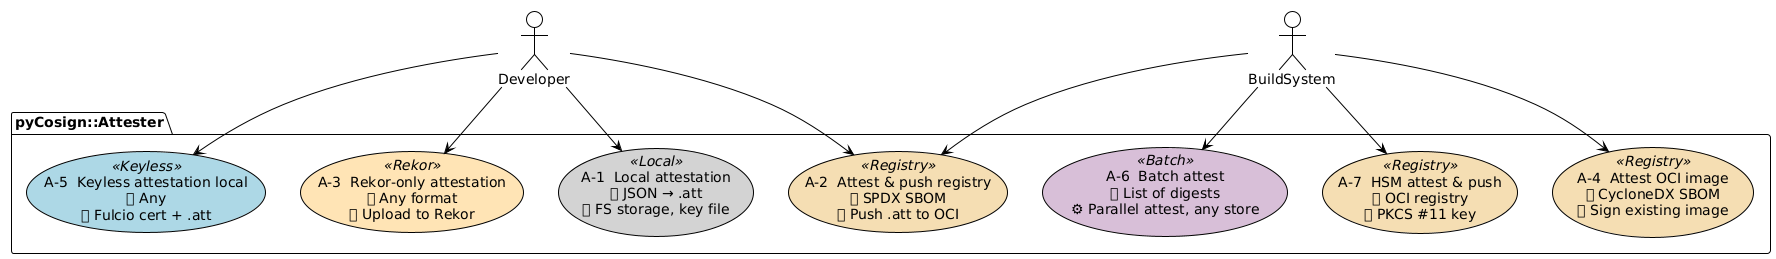 Developer
BuildSystem
pyCosign::Attester
«Keyless»
A-5  Keyless attestation local
▯ Any
▯ Fulcio cert + .att
«Rekor»
A-3  Rekor-only attestation
▯ Any format
▯ Upload to Rekor
«Local»
A-1  Local attestation
▯ JSON → .att
▯ FS storage, key file
«Registry»
A-2  Attest & push registry
▯ SPDX SBOM
▯ Push .att to OCI
«Batch»
A-6  Batch attest
▯ List of digests
⚙ Parallel attest, any store
«Registry»
A-7  HSM attest & push
▯ OCI registry
▯ PKCS #11 key
«Registry»
A-4  Attest OCI image
▯ CycloneDX SBOM
▯ Sign existing image